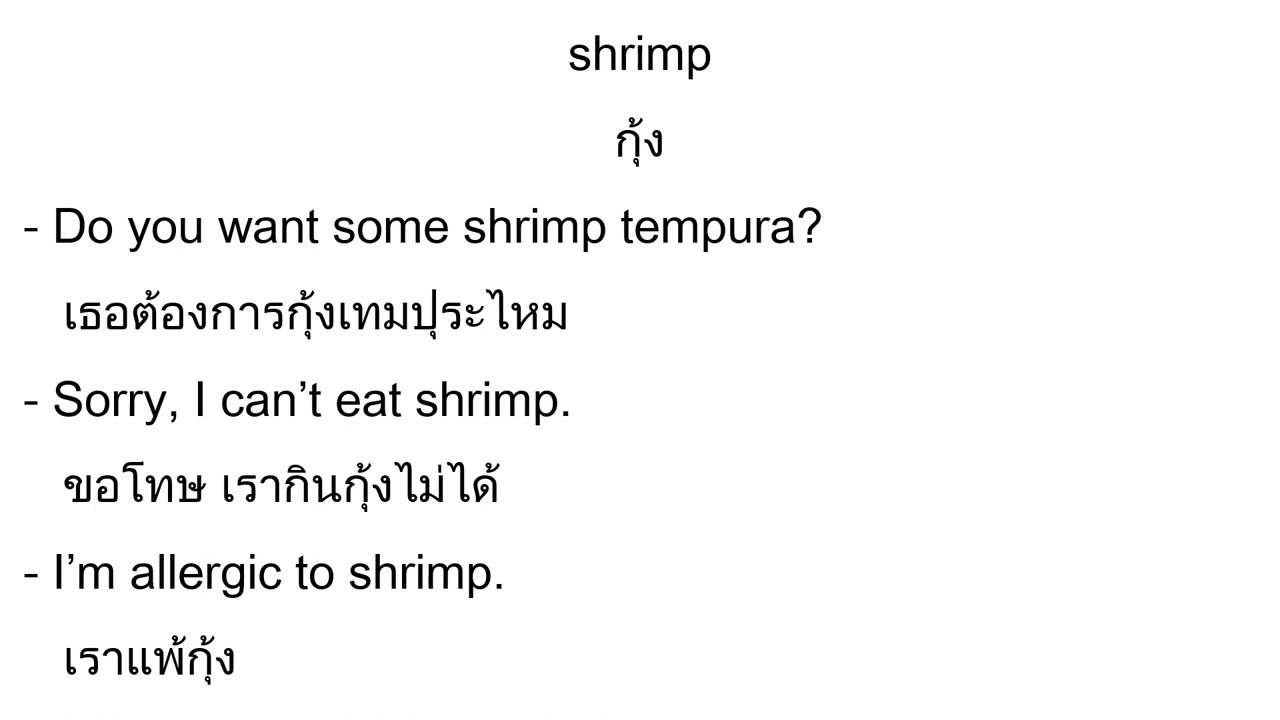 shrimp
กุ้ง
- Do you want some shrimp tempura?
เธอต้องการกุ้งเทมปุระไหม
- Sorry, I can’t eat shrimp.
ขอโทษ เรากินกุ้งไม่ได้
- I’m allergic to shrimp.
เราแพ้กุ้ง